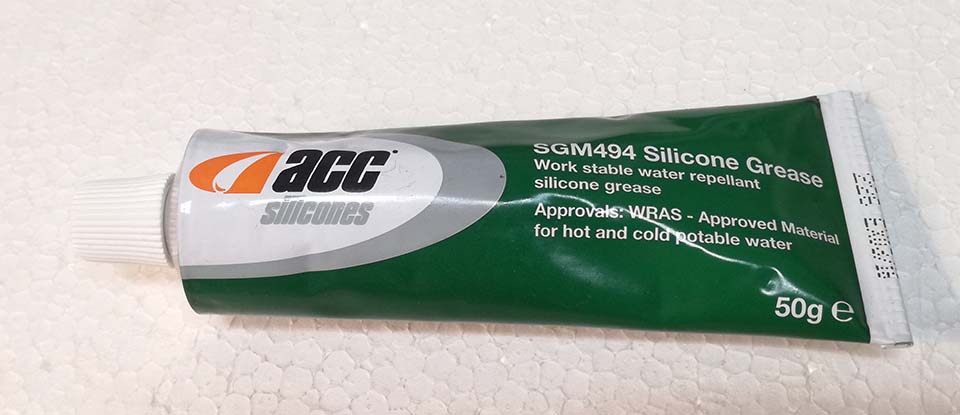 acc
silicones
SGM494 Silicone Grease
Work stable water repellant
silicone grease
Approvals: WRAS - Approved Material
for hot and cold potable water
50g e